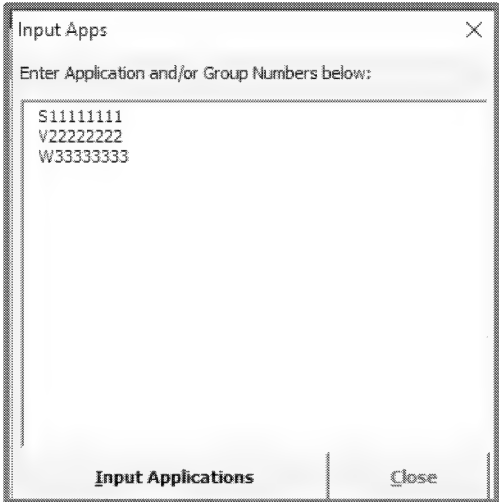 Input Apps
Enter Application and/or Group Numbers below:
S11111111
V22222222
W33333333
Input Applications
Close